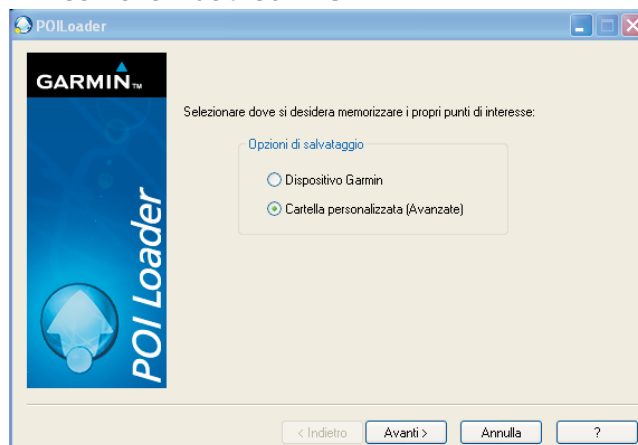 POILoader
GARMIN™
POI Loader
Selezionare dove si desidera memorizzare i propri punti di interesse:
Opzioni di salvataggio
Dispositivo Garmin
Cartella personalizzata (Avanzate)
< Indietro
Avanti >
Annulla
?